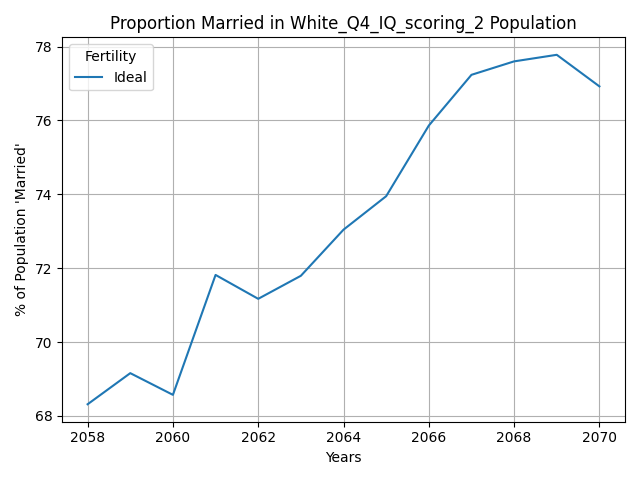 Proportion Married in White_Q4_IQ_scoring_2 Population
Fertility
Ideal
% of Population 'Married'
78
76
74
72
70
68
2058 2060 2062 2064 2066 2068 2070
Years